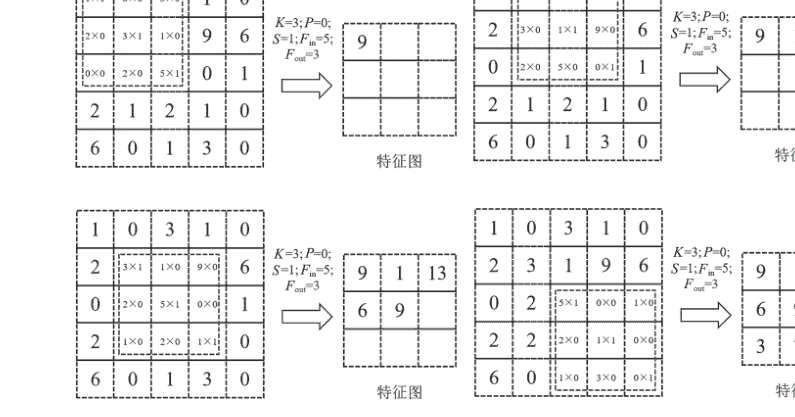 K=3; P=0;
S=1; Fin=5;
Fout=3
2×0 3×1 1×0 9 6
0×0 2×0 5×1 0 1
2 1 2 1 0
6 0 1 3 0
9
特征图
K=3; P=0;
S=1; Fin=5;
Fout=3
2 3×0 1×1 9×0 6
0 2×0 5×0 0×1 1
2 1 2 1 0
6 0 1 3 0
9
特征
1 0 3 1 0
2 3×1 1×0 9×0 6
0 2×0 5×1 0×0 1
2 1×0 2×0 1×1 0
6 0 1 3 0
K=3; P=0;
S=1; Fin=5;
Fout=3
9 1 13
6 9
特征图
1 0 3 1 0
2 3 1 9 6
0 2 5×1 0×0 1×0
2 2 2×0 1×1 0×0
6 0 1×0 3×0 0×1
K=3; P=0;
S=1; Fin=5;
Fout=3
9
6
3
特征